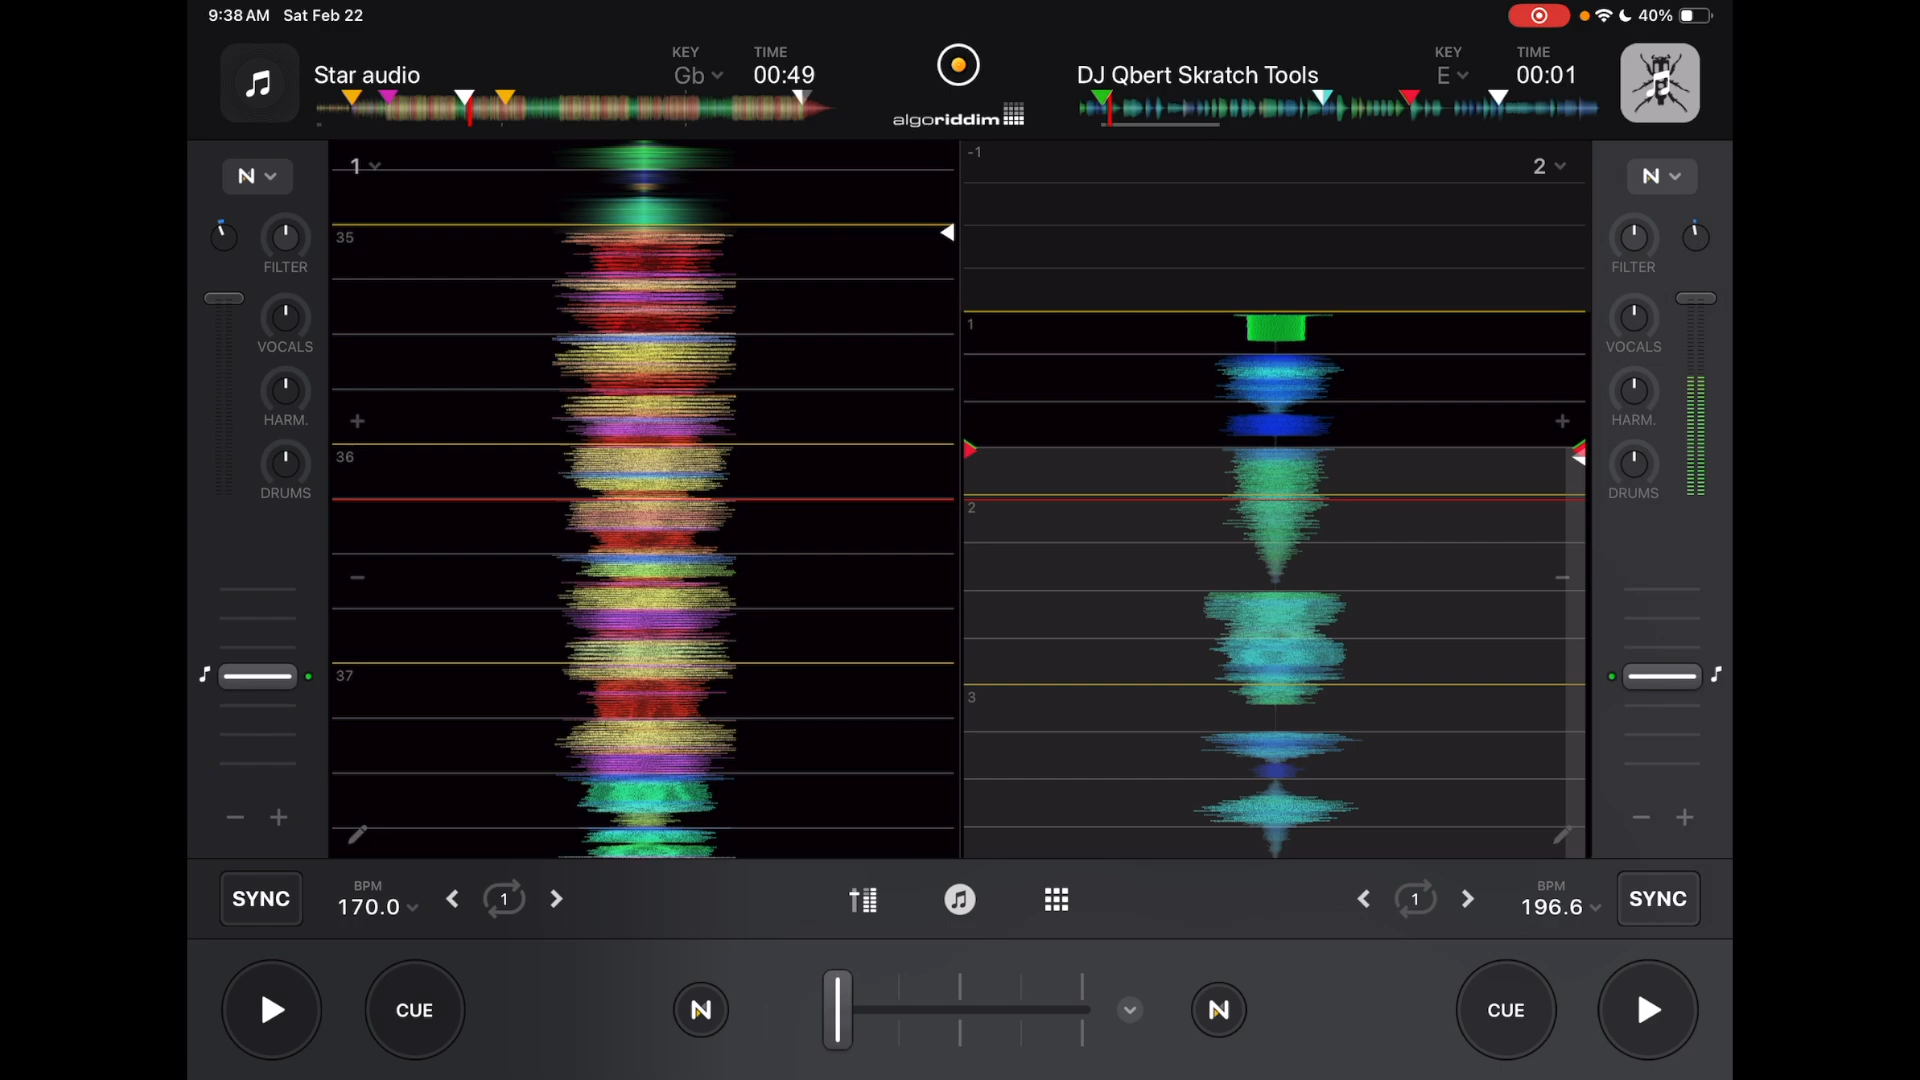 9:38 AM Sat Feb 22
40%
Star audio
KEY
Gb
TIME
00:49
algoriddim
DJ Qbert Skratch Tools
KEY
E
TIME
00:01
N
FILTER
VOCALS
HARM.
DRUMS
1
35
36
37
-1
2
1
2
3
N
FILTER
VOCALS
HARM.
DRUMS
SYNC
BPM
170.0
1
1
BPM
196.6
SYNC
CUE
N
N
CUE